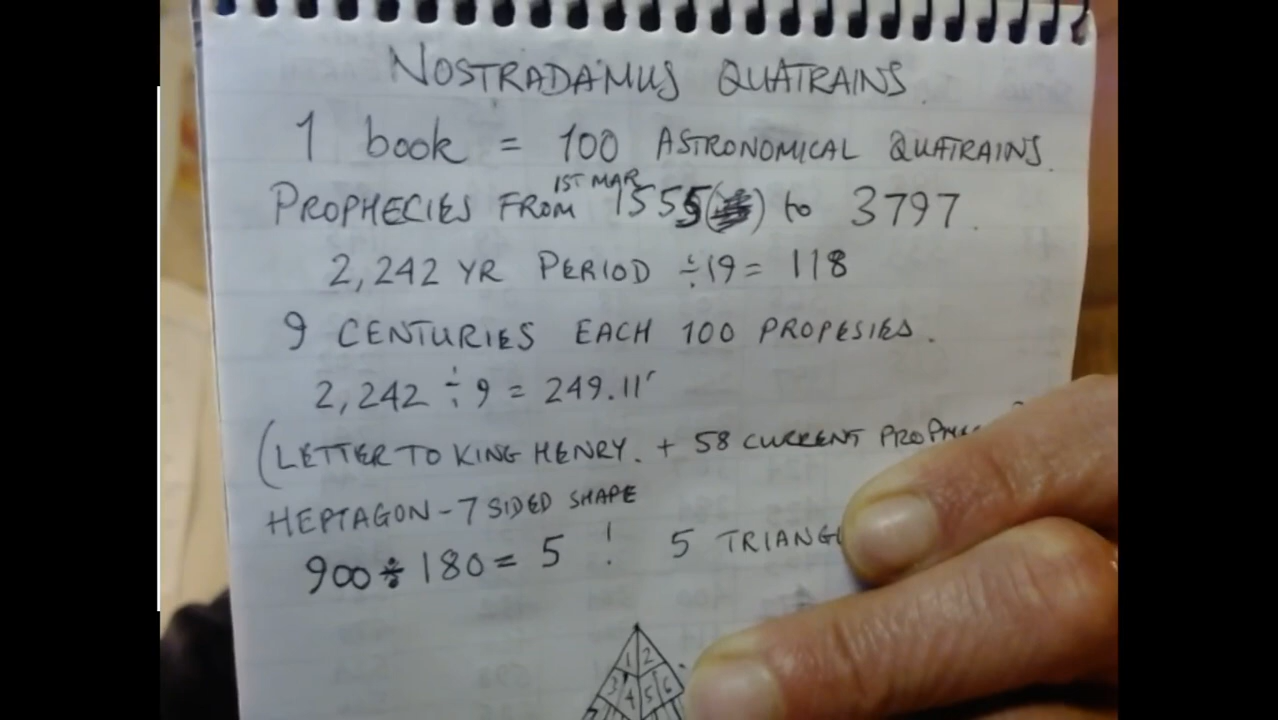 NOSTRADAMUS QUATRAINS.
1 book = 100 ASTRONOMICAL QUATRAINS.
1ST MAR
PROPHECIES FROM 1555 ( ) to 3797.
2,242 YR PERIOD ÷19 = 118
9 CENTURIES EACH 100 PROPESIES.
2,242 ÷ 9 = 249.11'
(LETTER TO KING HENRY. + 58 CURRENT
HEPTAGON - 7 SIDED SHAPE
900 ÷ 180 = 5 ! 5
1 2
3 4 5 6